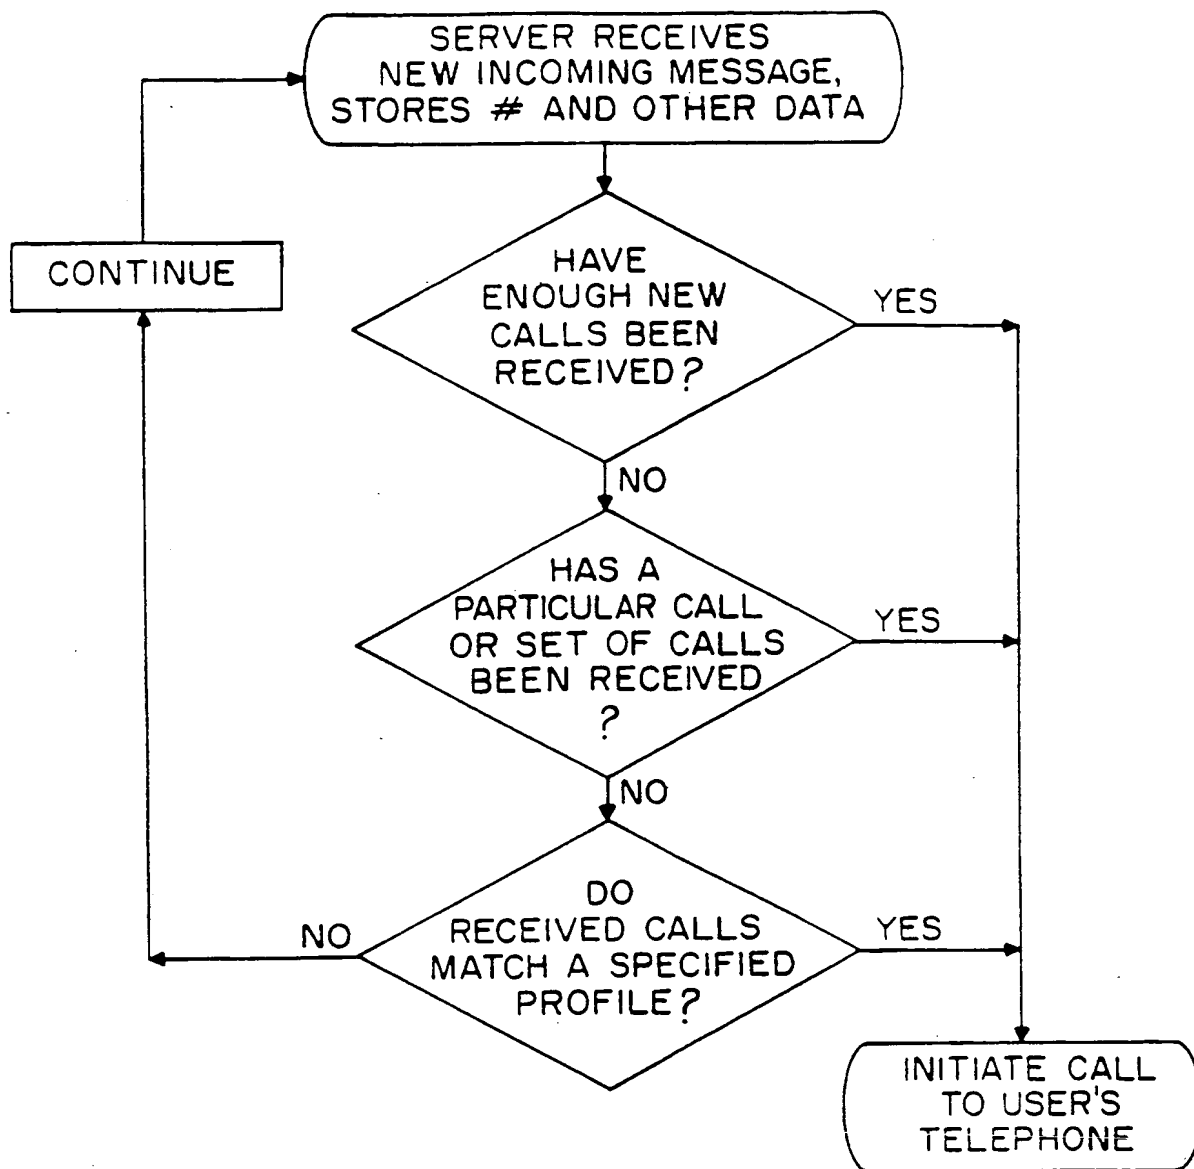 SERVER RECEIVES
NEW INCOMING MESSAGE,
STORES # AND OTHER DATA
CONTINUE
HAVE
ENOUGH NEW
CALLS BEEN
RECEIVED?
YES
NO
HAS A
PARTICULAR CALL
OR SET OF CALLS
BEEN RECEIVED
?
YES
NO
DO
RECEIVED CALLS
MATCH A SPECIFIED
PROFILE?
NO
YES
INITIATE CALL
TO USER'S
TELEPHONE